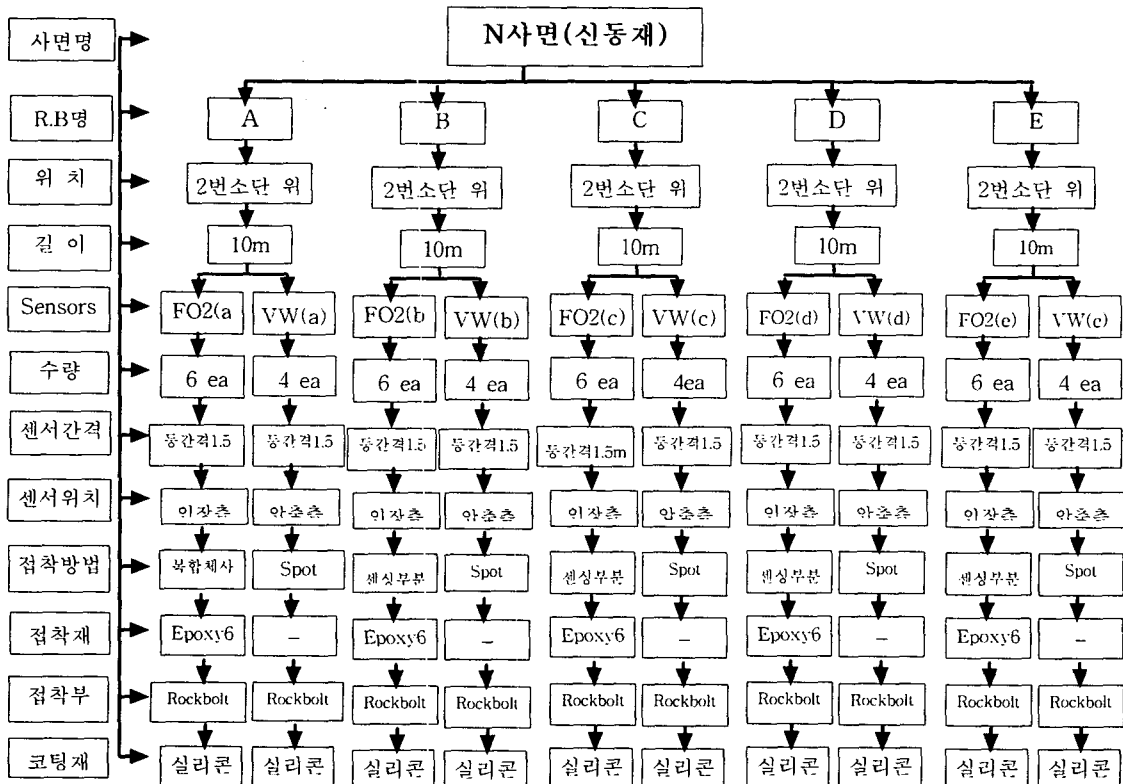 사면명 N사면(신동재)
R.B명 A B C D E
위 치 2번소단 위 2번소단 위 2번소단 위 2번소단 위 2번소단 위
길 이 10m 10m 10m 10m 10m
Sensors FO2(a VW(a) FO2(b VW(b) FO2(c) VW(c) FO2(d) VW(d) FO2(e) VW(e)
수량 6 ea 4 ea 6 ea 4 ea 6 ea 4ea 6 ea 4 ea 6 ea 4 ea
센서간격 등간격1.5 등간격1.5 등간격1.5 등간격1.5 등간격1.5m 등간격1.5 등간격1.5 등간격1.5 등간격1.5 등간격1.5
센서위치 인장측 압축측 인장측 압축측 인장측 압축측 인장측 압축측 인장측 압축측
접착방법 복합체사 Spot 센싱부분 Spot 센싱부분 Spot 센싱부분 Spot 센싱부분 Spot
접착재 Epoxy6 – Epoxy6 – Epoxy6 – Epoxy6 – Epoxy6 –
접착부 Rockbolt Rockbolt Rockbolt Rockbolt Rockbolt Rockbolt Rockbolt Rockbolt Rockbolt Rockbolt
코팅재 실리콘 실리콘 실리콘 실리콘 실리콘 실리콘 실리콘 실리콘 실리콘 실리콘